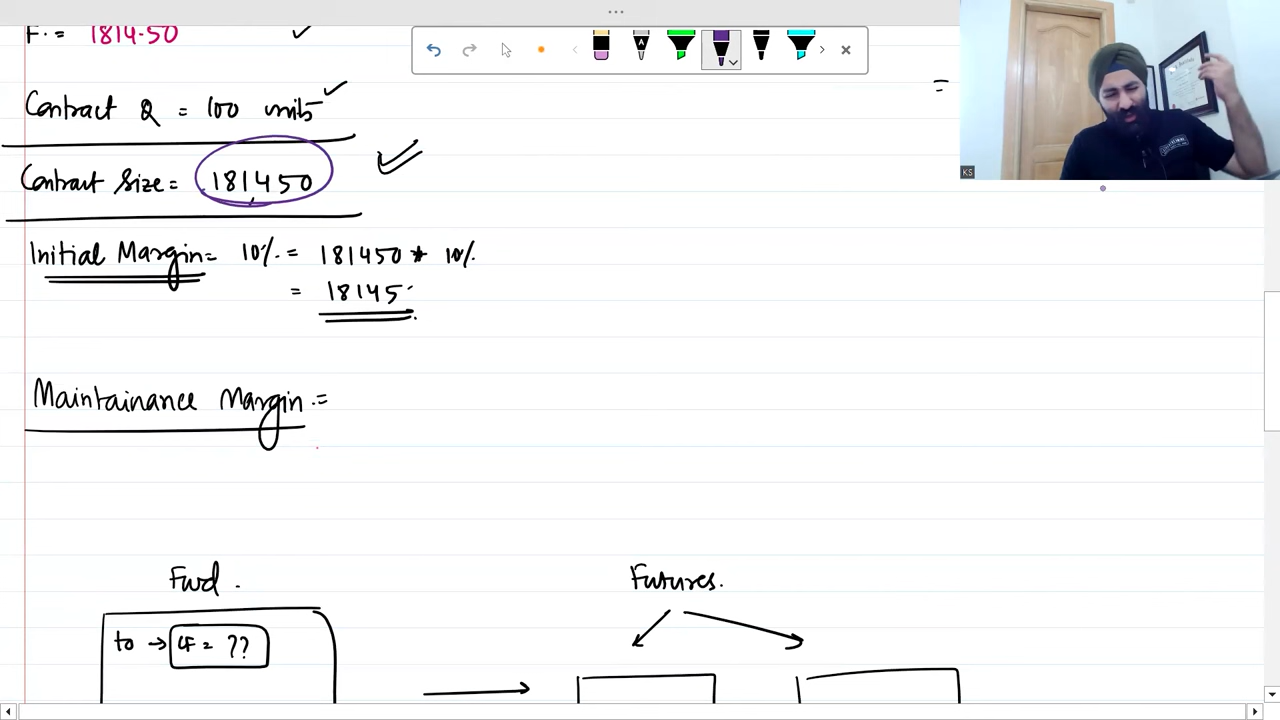 F. = 1814.50
=
Contract Q = 100 units
Contract Size = 181450
Initial Margin = 10% = 181450 * 10%
= 18145
Maintainance Margin =
Fwd.
Futures.
to → CF = ??
KS